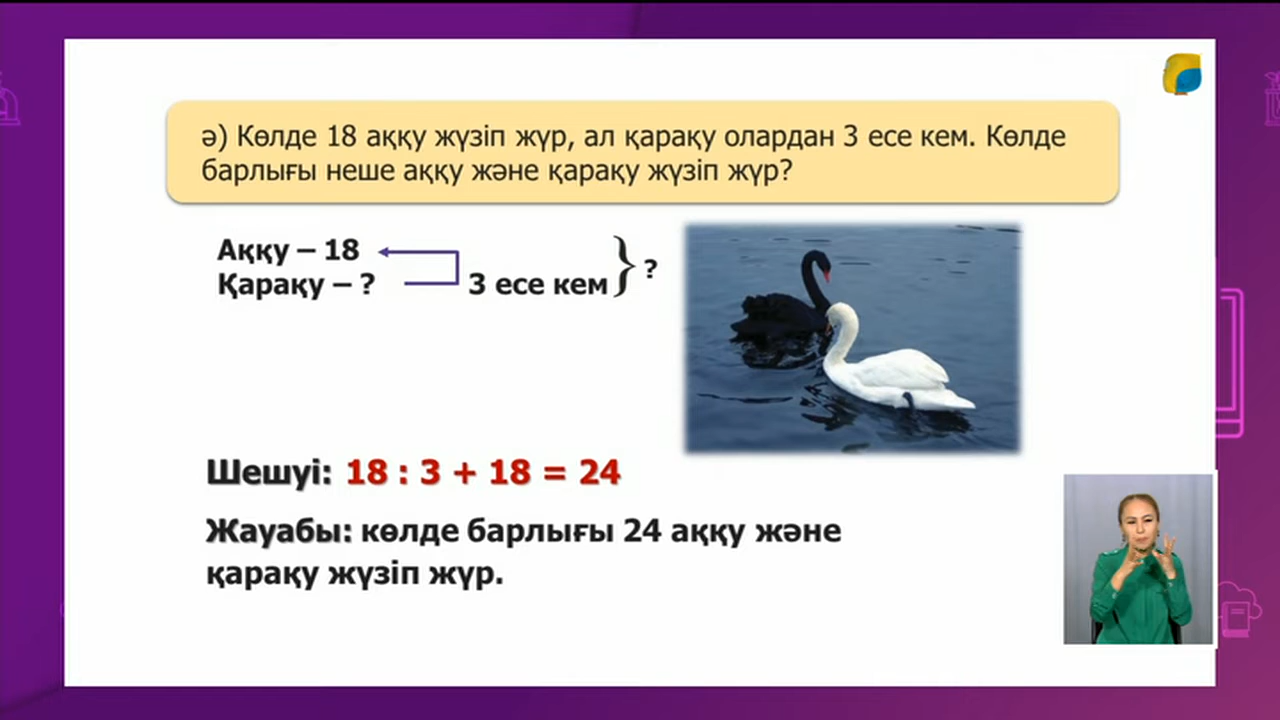 ә) Көлде 18 аққу жүзіп жүр, ал қарақу олардан 3 есе кем. Көлде
барлығы неше аққу және қарақу жүзіп жүр?
Аққу – 18
Қарақу – ? 3 есе кем } ?
Шешуі: 18 : 3 + 18 = 24
Жауабы: көлде барлығы 24 аққу және
қарақу жүзіп жүр.